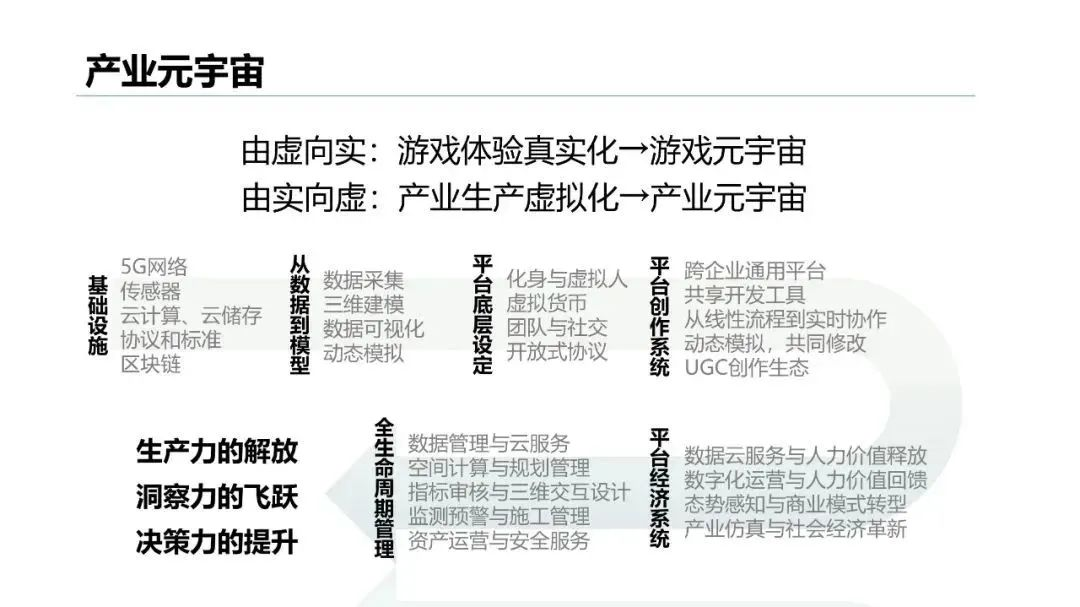 产业元宇宙
由虚向实：游戏体验真实化→游戏元宇宙
由实向虚：产业生产虚拟化→产业元宇宙
基础设施
5G网络
传感器
云计算、云储存
协议和标准
区块链
从数据到模型
数据采集
三维建模
数据可视化
动态模拟
平台底层设定
化身与虚拟人
虚拟货币
团队与社交
开放式协议
平台创作系统
跨企业通用平台
共享开发工具
从线性流程到实时协作
动态模拟，共同修改
UGC创作生态
平台经济系统
数据云服务与人力价值释放
数字化运营与人力价值回馈
态势感知与商业模式转型
产业仿真与社会经济革新
全生命周期管理
数据管理与云服务
空间计算与规划管理
指标审核与三维交互设计
监测预警与施工管理
资产运营与安全服务
生产力的解放
洞察力的飞跃
决策力的提升